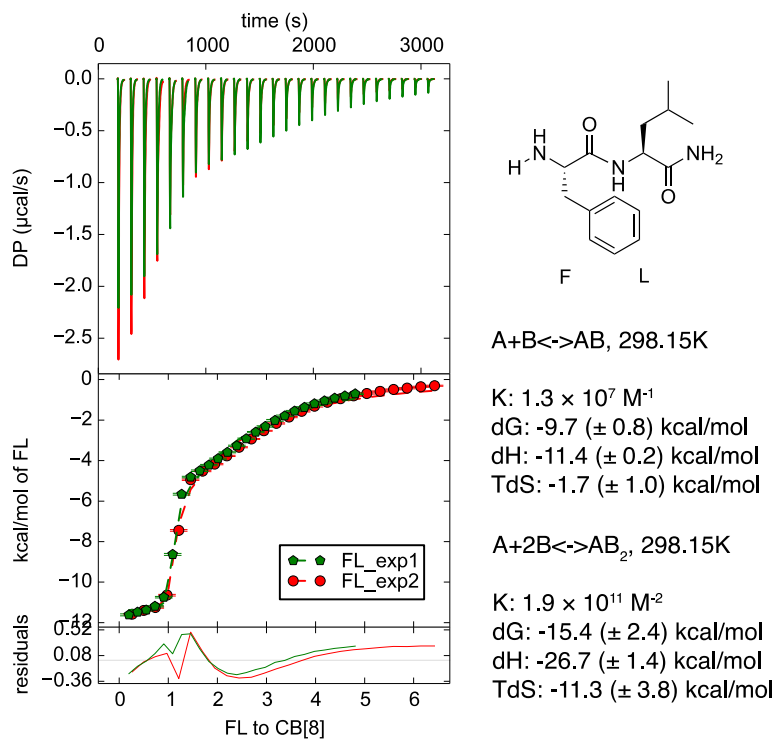 time (s)
0 1000 2000 3000
DP (µcal/s)
0.0
−0.5
−1.0
−1.5
−2.0
−2.5
kcal/mol of FL
0
−2
−4
−6
−8
−10
−12
FL_exp1
FL_exp2
residuals
0.52
0.08
−0.36
0 1 2 3 4 5 6
FL to CB[8]
O
H
N
H
N
H
NH₂
O
F L
A+B<->AB, 298.15K
K: 1.3 × 10⁷ M⁻¹
dG: -9.7 (± 0.8) kcal/mol
dH: -11.4 (± 0.2) kcal/mol
TdS: -1.7 (± 1.0) kcal/mol
A+2B<->AB₂, 298.15K
K: 1.9 × 10¹¹ M⁻²
dG: -15.4 (± 2.4) kcal/mol
dH: -26.7 (± 1.4) kcal/mol
TdS: -11.3 (± 3.8) kcal/mol